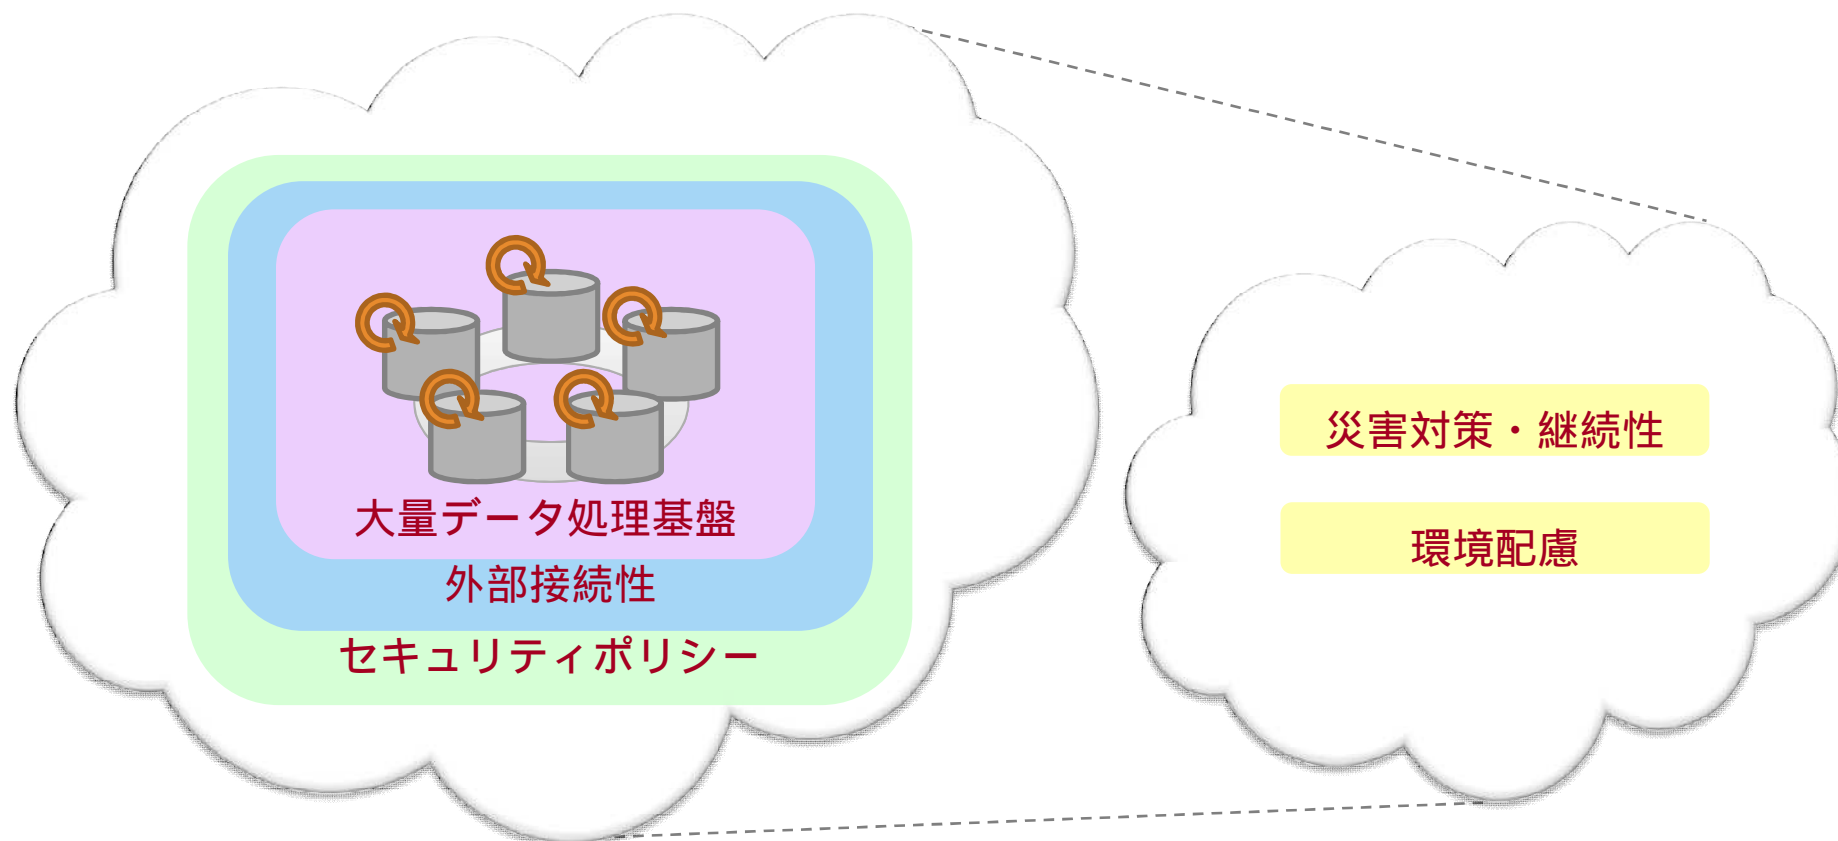 大量データ処理基盤
外部接続性
セキュリティポリシー
災害対策・継続性
環境配慮